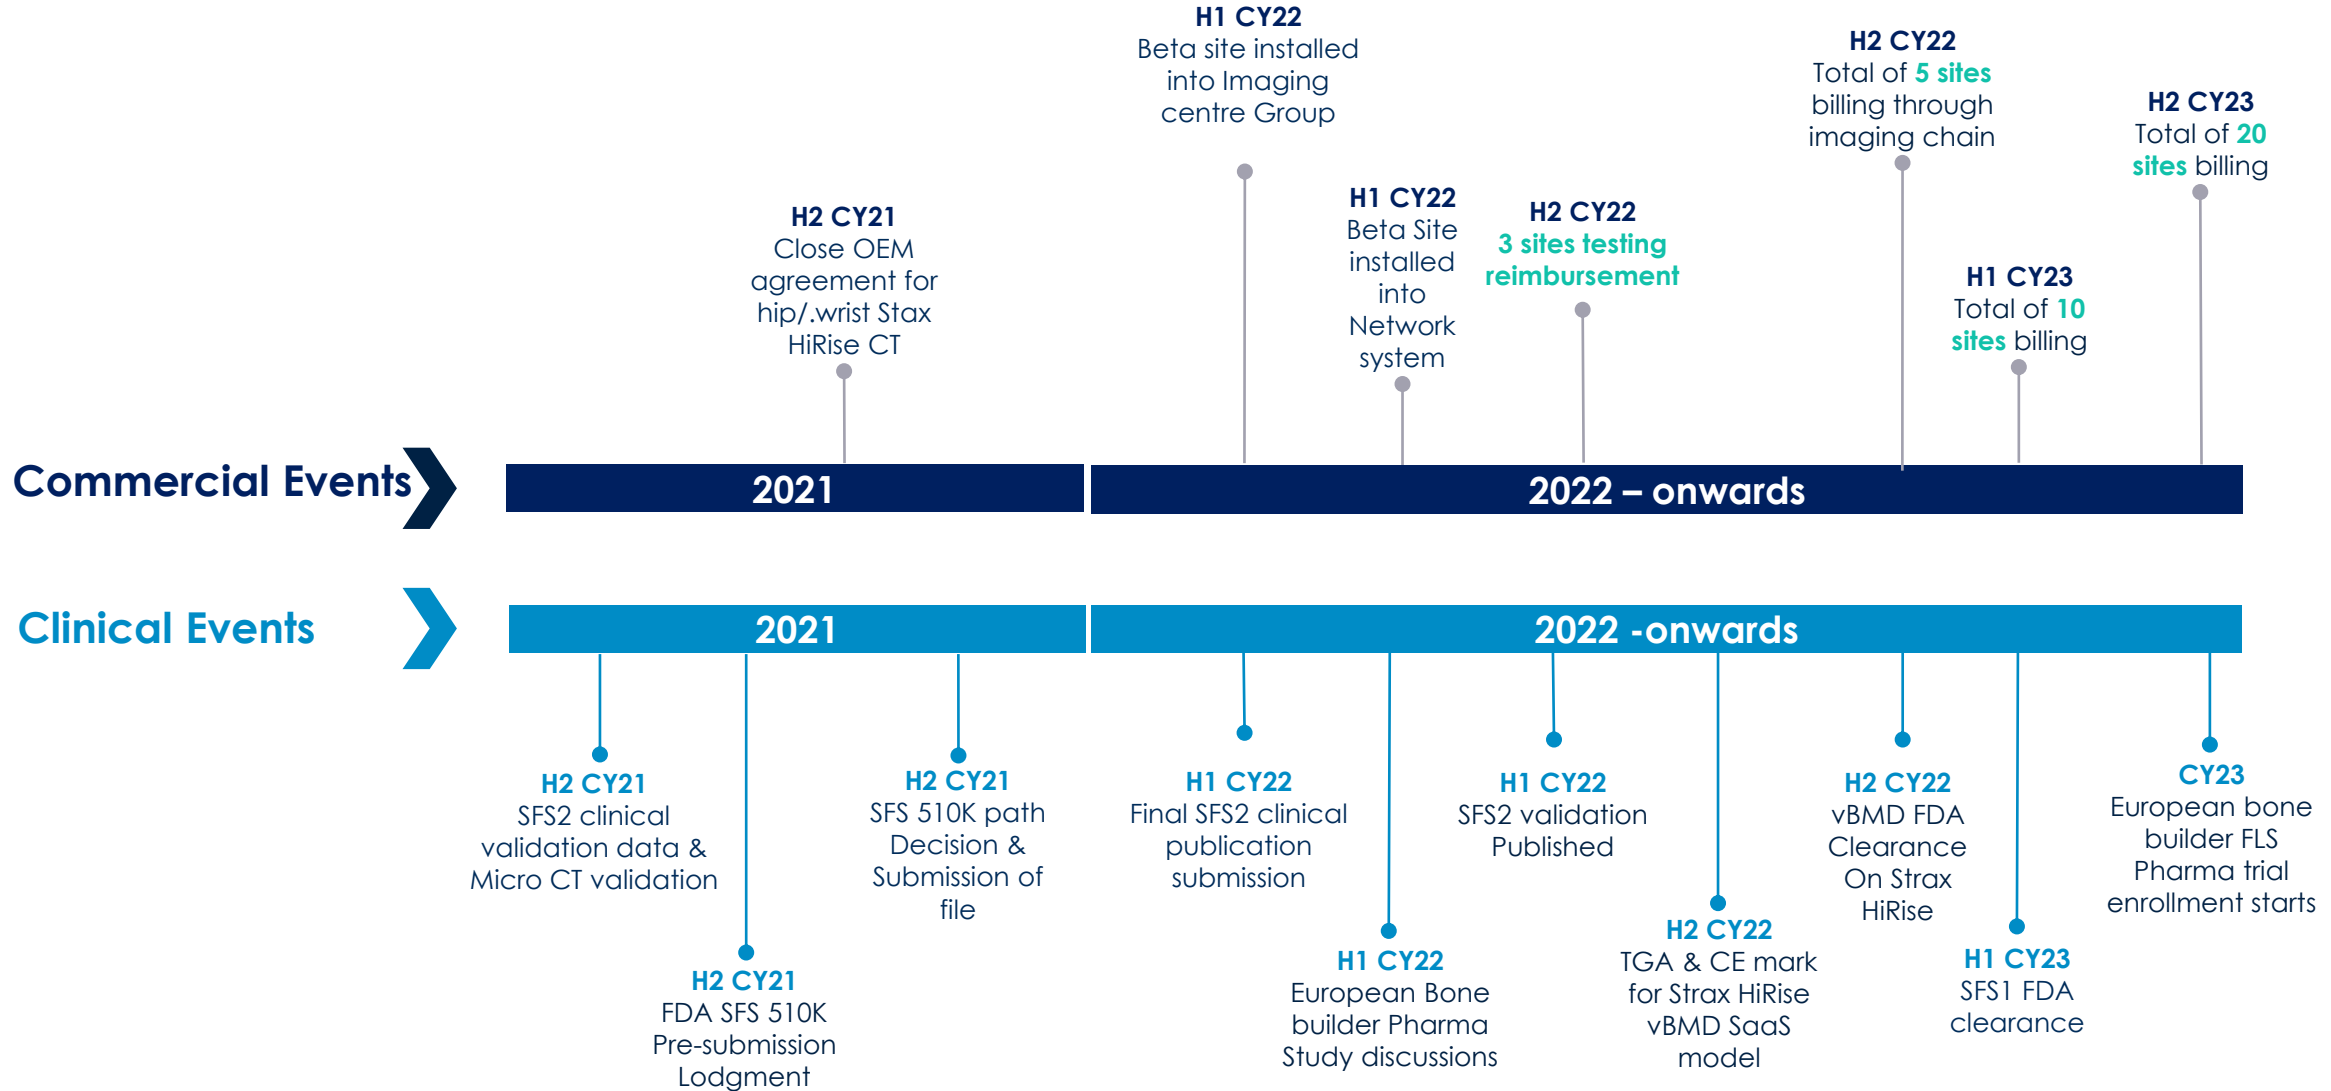 H1 CY22
Beta site installed
into Imaging
centre Group
H2 CY22
Total of 5 sites
billing through
imaging chain
H2 CY23
Total of 20
sites billing
H2 CY21
Close OEM
agreement for
hip/.wrist Stax
HiRise CT
H1 CY22
Beta Site
installed
into
Network
system
H2 CY22
3 sites testing
reimbursement
H1 CY23
Total of 10
sites billing
Commercial Events
2021
2022 – onwards
Clinical Events
2021
2022 -onwards
H2 CY21
SFS2 clinical
validation data &
Micro CT validation
H2 CY21
FDA SFS 510K
Pre-submission
Lodgment
H2 CY21
SFS 510K path
Decision &
Submission of
file
H1 CY22
Final SFS2 clinical
publication
submission
H1 CY22
European Bone
builder Pharma
Study discussions
H1 CY22
SFS2 validation
Published
H2 CY22
TGA & CE mark
for Strax HiRise
vBMD SaaS
model
H2 CY22
vBMD FDA
Clearance
On Strax
HiRise
H1 CY23
SFS1 FDA
clearance
CY23
European bone
builder FLS
Pharma trial
enrollment starts